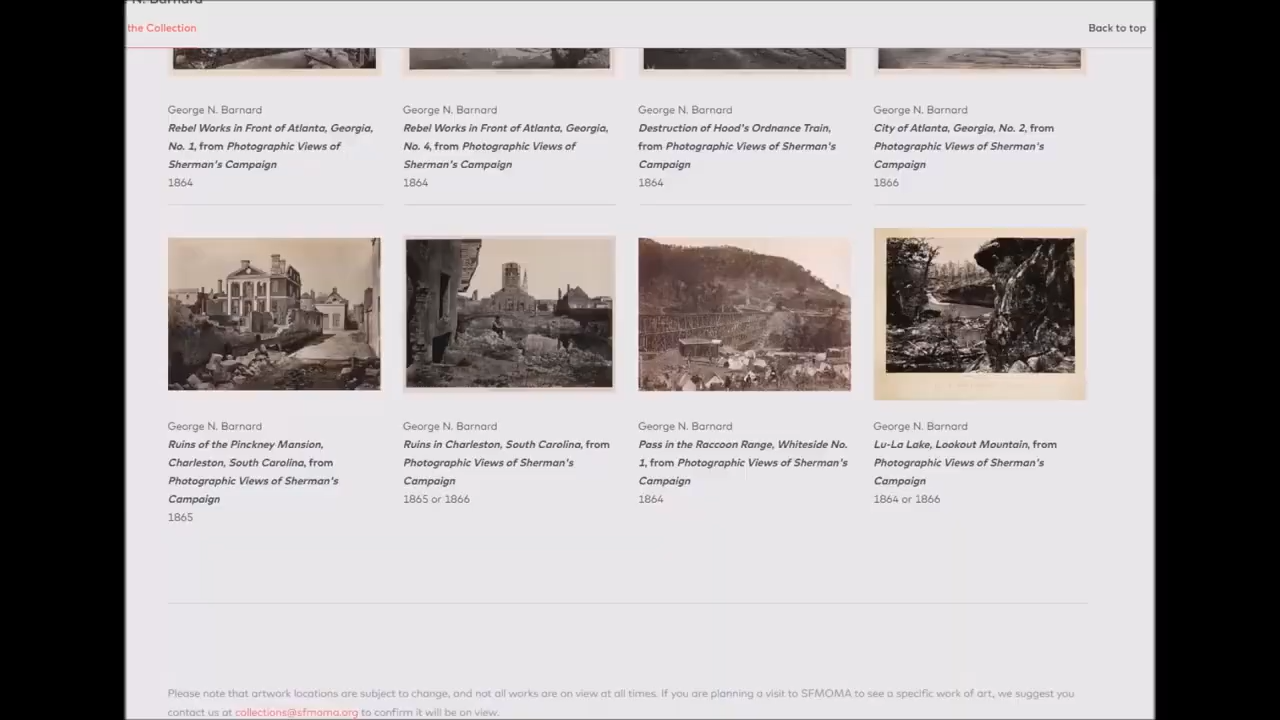 N. Barnard
the Collection
Back to top
George N. Barnard
Rebel Works in Front of Atlanta, Georgia,
No. 1, from Photographic Views of
Sherman's Campaign
1864
George N. Barnard
Rebel Works in Front of Atlanta, Georgia,
No. 4, from Photographic Views of
Sherman's Campaign
1864
George N. Barnard
Destruction of Hood's Ordnance Train,
from Photographic Views of Sherman's
Campaign
1864
George N. Barnard
City of Atlanta, Georgia, No. 2, from
Photographic Views of Sherman's
Campaign
1866
George N. Barnard
Ruins of the Pinckney Mansion,
Charleston, South Carolina, from
Photographic Views of Sherman's
Campaign
1865
George N. Barnard
Ruins in Charleston, South Carolina, from
Photographic Views of Sherman's
Campaign
1865 or 1866
George N. Barnard
Pass in the Raccoon Range, Whiteside No.
1, from Photographic Views of Sherman's
Campaign
1864
George N. Barnard
Lu-La Lake, Lookout Mountain, from
Photographic Views of Sherman's
Campaign
1864 or 1866
Please note that artwork locations are subject to change, and not all works are on view at all times. If you are planning a visit to SFMOMA to see a specific work of art, we suggest you
contact us at collections@sfmoma.org to confirm it will be on view.